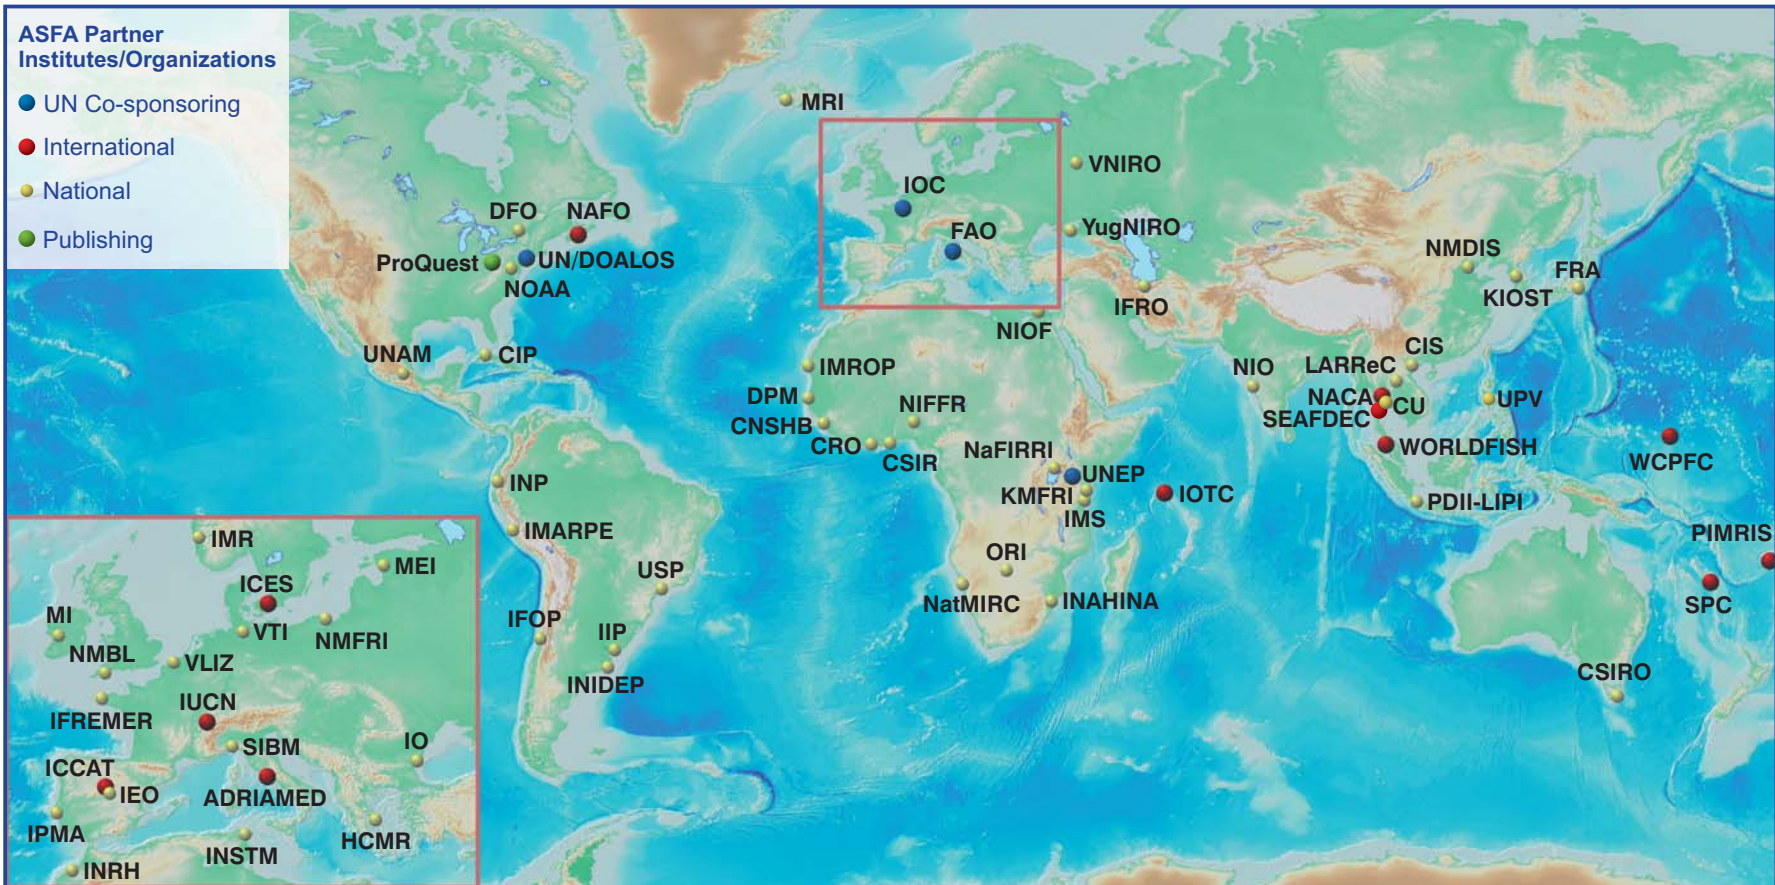 ASFA Partner
Institutes/Organizations
UN Co-sponsoring
International
National
Publishing
MRI
VNIRO
IOC
DFO
NAFO
FAO
YugNIRO
ProQuest
UN/DOALOS
NOAA
NMDIS
FRA
KIOST
IFRO
NIOF
UNAM
CIP
IMROP
NIO
CIS
LARReC
DPM
NIFFR
NACA
CU
UPV
SEAFDEC
CNSHB
CRO
CSIR
WORLDFISH
WCPFC
NaFIRRI
UNEP
INP
KMFRI
IOTC
IMS
PDII-LIPI
IMARPE
PIMRIS
ORI
USP
NatMIRC
INAHINA
SPC
IFOP
IIP
INIDEP
CSIRO
IMR
MEI
ICES
MI
VTI
NMFRI
NMBL
VLIZ
IUCN
IFREMER
SIBM
IO
ICCAT
IEO
ADRIAMED
IPMA
HCMR
INSTM
INRH